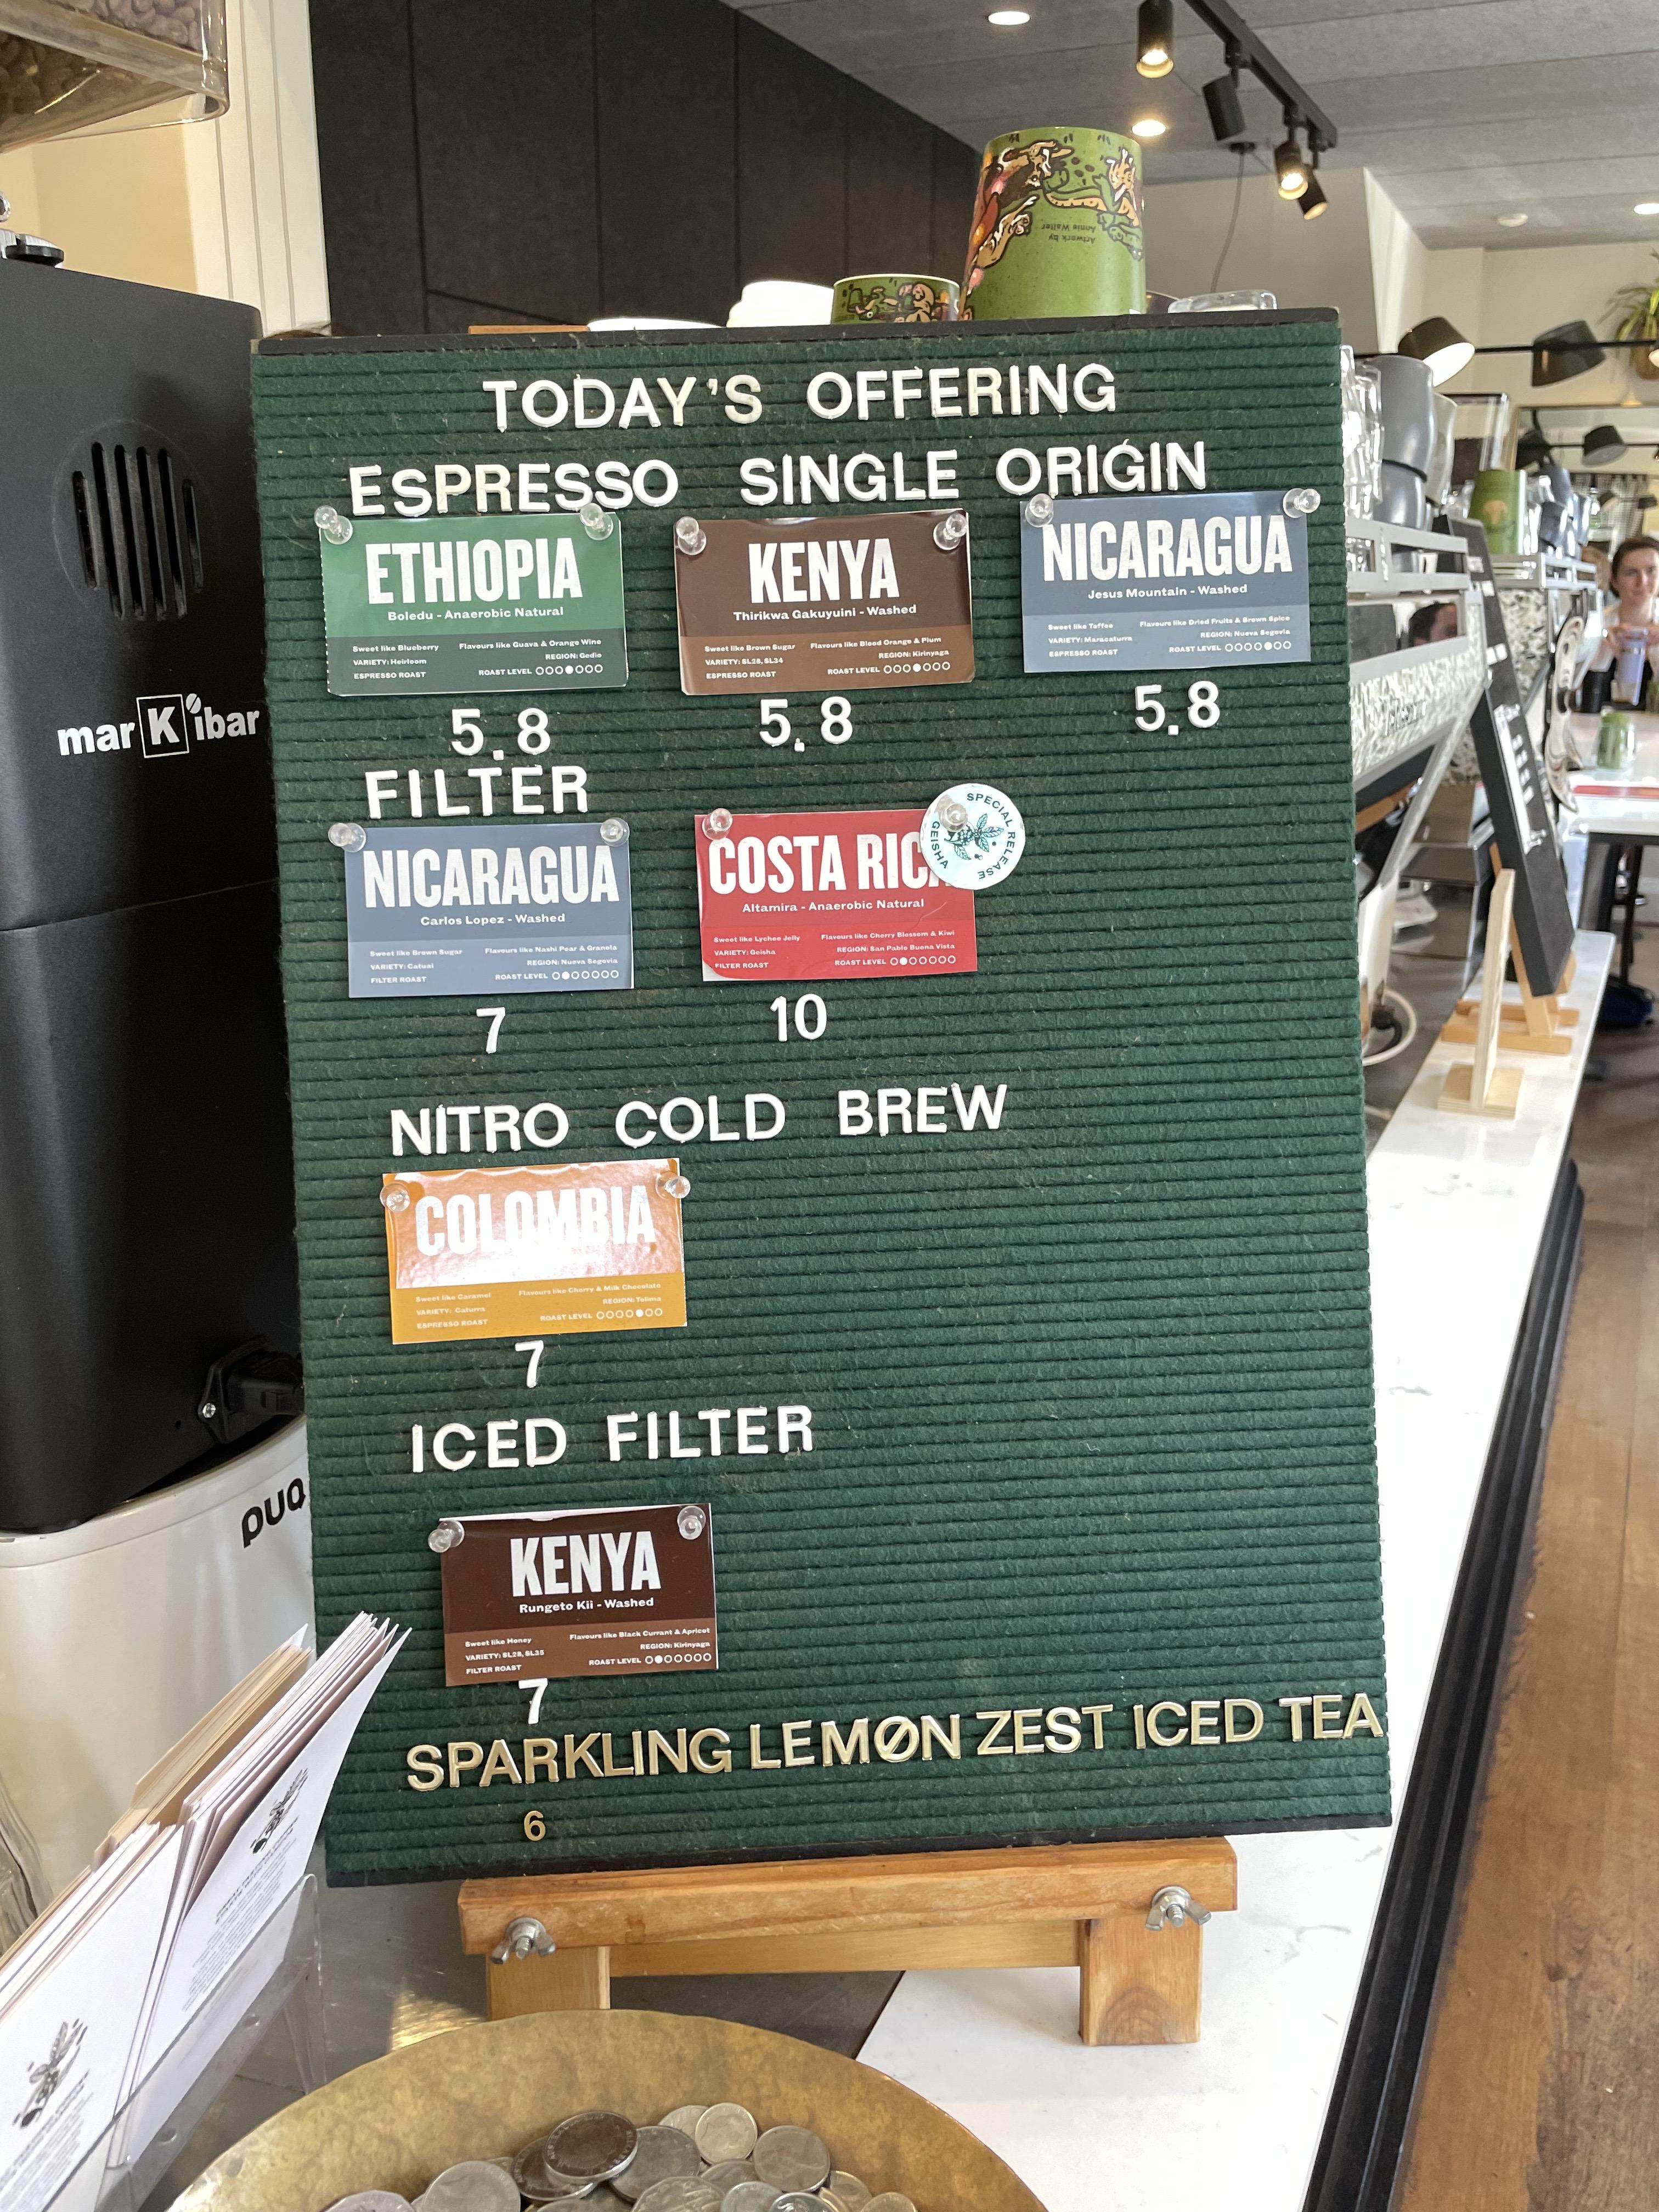 Artwork by
Annie Walter
TODAY'S OFFERING
ESPRESSO SINGLE ORIGIN
ETHIOPIA
Boledu - Anaerobic Natural
Sweet like Blueberry
VARIETY: Heirloom
ESPRESSO ROAST
Flavours like Guava & Orange Wine
REGION: Gedio
ROAST LEVEL
KENYA
Thirikwa Gakuyuini - Washed
Sweet like Brown Sugar
VARIETY: SL28, SL34
ESPRESSO ROAST
Flavours like Blood Orange & Plum
REGION: Kirinyaga
ROAST LEVEL
NICARAGUA
Jesus Mountain - Washed
Sweet like Toffee
VARIETY: Maracaturra
ESPRESSO ROAST
Flavours like Dried Fruits & Brown Spice
REGION: Nueva Segovia
ROAST LEVEL
5.8
5.8
5.8
FILTER
NICARAGUA
Carlos Lopez - Washed
Sweet like Brown Sugar
VARIETY: Catuai
FILTER ROAST
Flavours like Nashi Pear & Granola
REGION: Nueva Segovia
ROAST LEVEL
COSTA RICA
Altamira - Anaerobic Natural
Sweet like Lychee Jelly
VARIETY: Geisha
FILTER ROAST
Flavours like Cherry Blossom & Kiwi
REGION: San Pablo Buena Vista
ROAST LEVEL
SPECIAL RELEASE
GEISHA
7
10
NITRO COLD BREW
COLOMBIA
Sweet like Caramel
VARIETY: Caturra
ESPRESSO ROAST
Flavours like Cherry & Milk Chocolate
REGION: Tolima
ROAST LEVEL
7
ICED FILTER
KENYA
Rungeto Kii - Washed
Sweet like Honey
VARIETY: SL28, SL35
FILTER ROAST
Flavours like Black Currant & Apricot
REGION: Kirinyaga
ROAST LEVEL
7
SPARKLING LEMØN ZEST ICED TEA
6
marKibar
puq